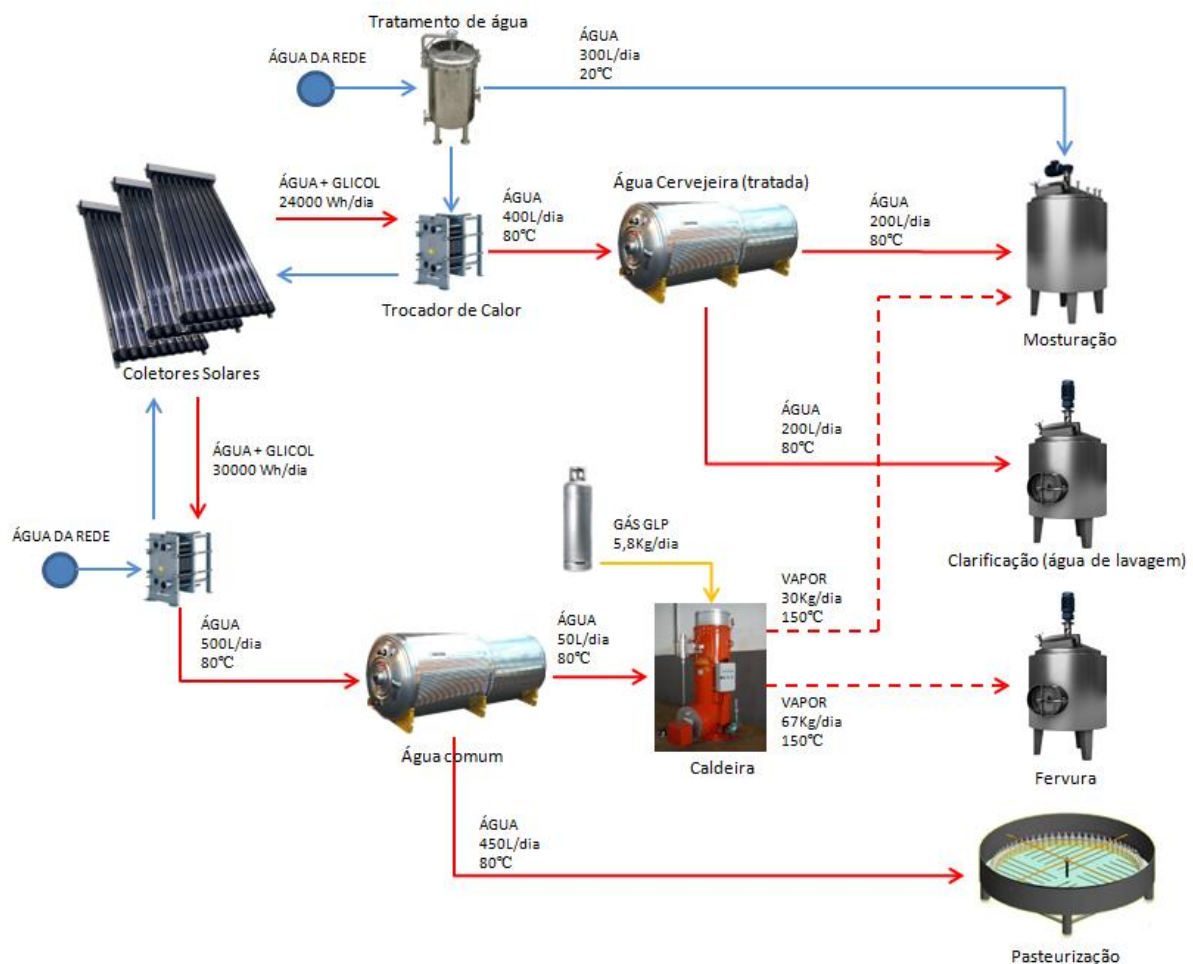 Tratamento de água
ÁGUA
300L/dia
20℃
ÁGUA DA REDE
ÁGUA + GLICOL
24000 Wh/dia
ÁGUA
400L/dia
80℃
Água Cervejeira (tratada)
ÁGUA
200L/dia
80℃
Trocador de Calor
Mosturação
Coletores Solares
ÁGUA
200L/dia
80℃
ÁGUA + GLICOL
30000 Wh/dia
ÁGUA DA REDE
GÁS GLP
5,8Kg/dia
Clarificação (água de lavagem)
VAPOR
30Kg/dia
150℃
ÁGUA
500L/dia
80℃
ÁGUA
50L/dia
80℃
VAPOR
67Kg/dia
150℃
Água comum
Caldeira
Fervura
ÁGUA
450L/dia
80℃
Pasteurização